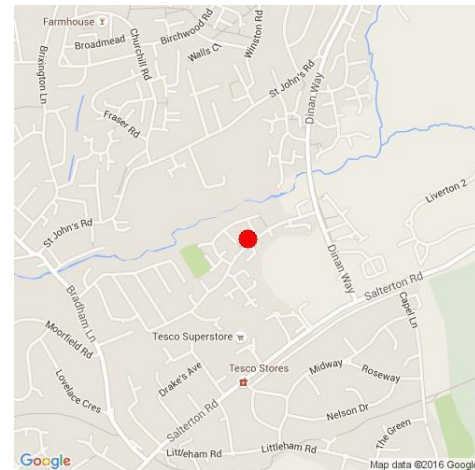 Farmhouse
Broadmead
Birchwood Rd
Walls Cl
Winston Rd
Churchill Rd
Brixington Ln
Fraser Rd
St John's Rd
Dinan Way
Liverton 2
St John's Rd
Dinan Way
Salterton Rd
Capel Ln
Bradham Ln
Moorfield Rd
Tesco Superstore
Lovelace Cres
Drake's Ave
Tesco Stores
Midway
Roseway
Salterton Rd
Nelson Dr
The Green
Littleham Rd
Littleham Rd
Google
Map data ©2016 Google